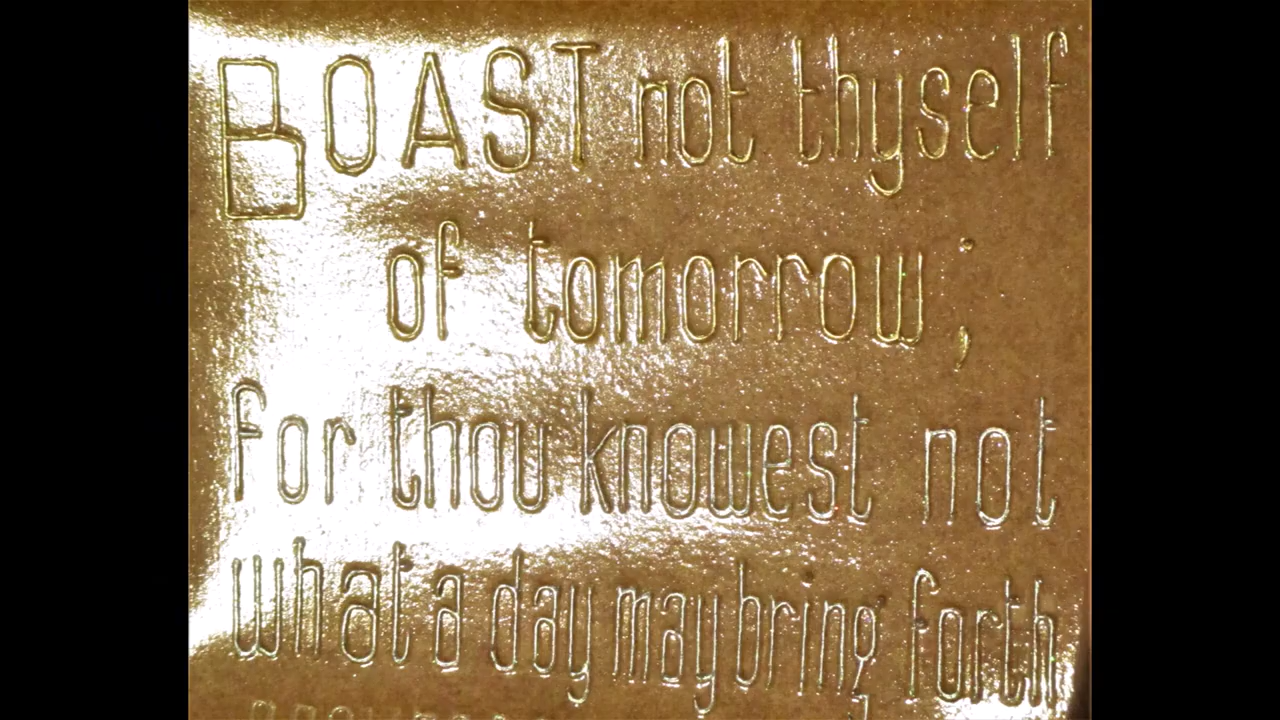 BOAST not thyself
of tomorrow;
for thou knowest not
what a day may bring forth